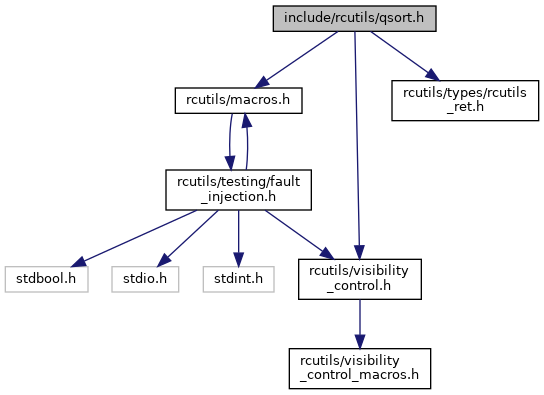 include/rcutils/qsort.h
rcutils/macros.h
rcutils/types/rcutils
_ret.h
rcutils/testing/fault
_injection.h
stdbool.h
stdio.h
stdint.h
rcutils/visibility
_control.h
rcutils/visibility
_control_macros.h